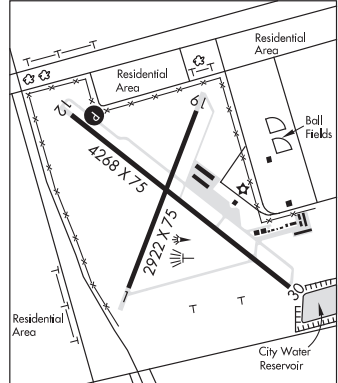 Residential
Area
Residential
Area
12
P
19
Ball
Fields
4268 X 75
2922 X 75
1
30
Residential
Area
City Water
Reservoir